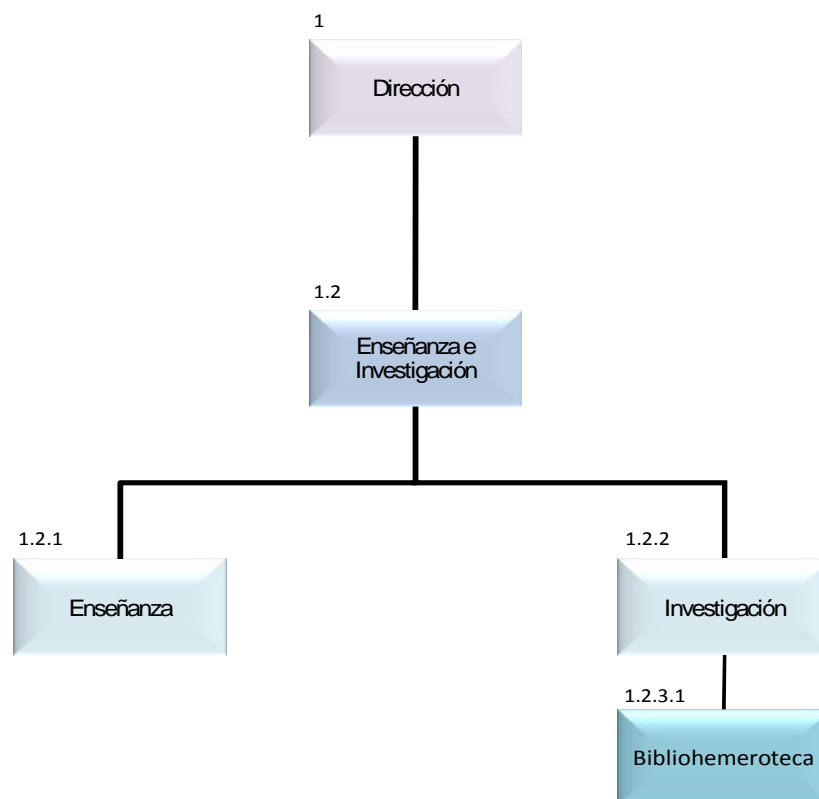 1
Dirección
1.2
Enseñanza e
Investigación
1.2.1
Enseñanza
1.2.2
Investigación
1.2.3.1
Bibliohemeroteca